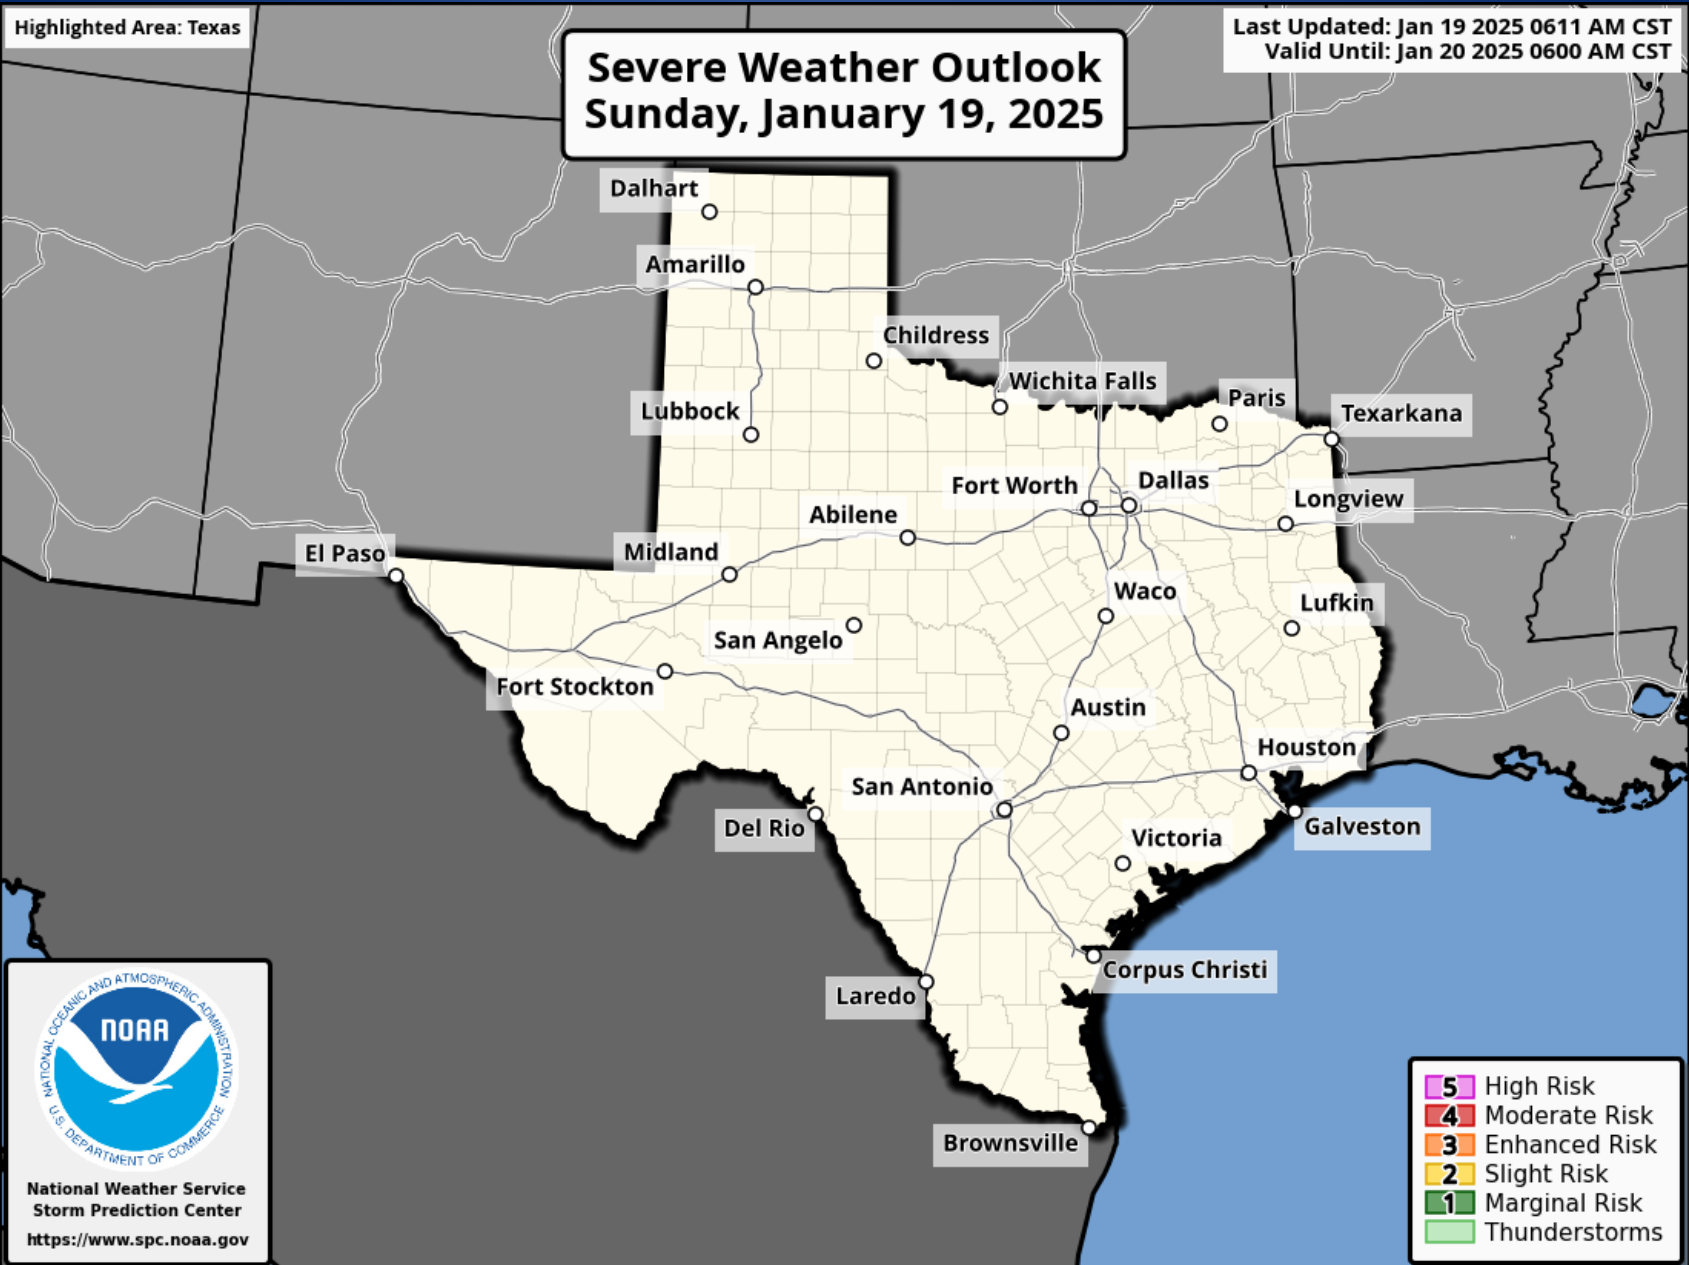 Highlighted Area: Texas
Last Updated: Jan 19 2025 0611 AM CST
Valid Until: Jan 20 2025 0600 AM CST
Severe Weather Outlook
Sunday, January 19, 2025
Dalhart
Amarillo
Childress
Wichita Falls
Paris
Lubbock
Texarkana
Fort Worth
Dallas
Longview
Abilene
El Paso
Midland
Waco
Lufkin
San Angelo
Fort Stockton
Austin
Houston
San Antonio
Del Rio
Galveston
Victoria
Corpus Christi
Laredo
Brownsville
NATIONAL OCEANIC AND ATMOSPHERIC ADMINISTRATION
NOAA
U.S. DEPARTMENT OF COMMERCE
National Weather Service
Storm Prediction Center
https://www.spc.noaa.gov
5 High Risk
4 Moderate Risk
3 Enhanced Risk
2 Slight Risk
1 Marginal Risk
Thunderstorms